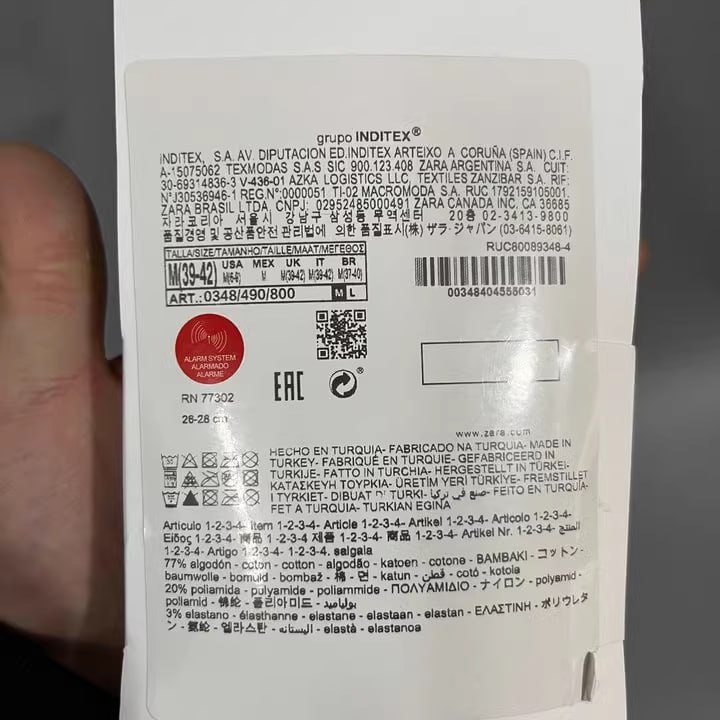 grupo INDITEX®
INDITEX, S.A. AV. DIPUTACION ED.INDITEX ARTEIXO A CORUÑA (SPAIN) C.I.F.
A-15075062 TEXMODAS S.A.S SIC 900.123.408 ZARA ARGENTINA S.A. CUIT:
30-69314836-3 V-436-01 AZKA LOGISTICS LLC, TEXTILES ZANZIBAR S.A. RIF:
N°J30536946-1 REG.N°:0000051 TI-02 MACROMODA S.A. RUC 1792159105001.
ZARA BRASIL LTDA, CNPJ: 02952485000491 ZARA CANADA INC. CA 36685
자라코리아 서울시 강남구 삼성동 무역센터 20층 02-3413-9800
품질경영 및 공산품안전 관리법에 의한 품질표시(株) ザラ・ジャパン (03-6415-8061)
RUC80089348-4
TALLA/SIZE/TAMANHO/TAILLE/MAAT/ΜΕΓΕΘΟΣ
M(39-42) USA MEX UK IT BR
M M(39-42) M(39-42) M(37-40)
ART.: 0348/490/800 M L
00348404555031
ALARM SYSTEM
ALARMADO
ALARME
EAC
RN 77302
26-28 cm
www.zara.com
HECHO EN TURQUIA- FABRICADO NA TURQUIA- MADE IN
TURKEY- FABRIQUÉ EN TURQUIE- GEFABRICEERD IN
TURKIJE- FATTO IN TURCHIA- HERGESTELLT IN TÜRKEI-
ΚΑΤΑΣΚΕΥΗ ΤΟΥΡΚΙΑ- ÜRETİM YERİ TÜRKİYE- FREMSTILLET
I TYRKIET- DIBUAT DI TURKI- صنع في تركيا- FEITO EN TURQUÍA-
FET A TURQUIA- TURKIAN EGINA
Articulo 1-2-3-4- Item 1-2-3-4- Article 1-2-3-4- Artikel 1-2-3-4- Articolo 1-2-3-4-
Είδος 1-2-3-4- 商品 1-2-3-4 제품 1-2-3-4- 商品 1-2-3-4- Artikel Nr. 1-2-3-4- المنتج
1-2-3-4- Artigo 1-2-3-4. salgaia
77% algodón - coton - cotton - algodão - katoen - cotone - ΒΑΜΒΑΚΙ - コットン -
baumwolle - bomuld - bombaž - 棉 - 면 - katun - قطن - cotó - kotoia
20% poliamida - polyamide - poliammide - ΠΟΛΥΑΜΙΔΙΟ - ナイロン - polyamid -
poliamid - 锦纶 - 폴리아미드 - بولياميد
3% elastano - élasthanne - elastane - elastaan - elastan - ΕΛΑΣΤΙΝΗ - ポリウレタ
ン - 氨纶 - 엘라스탄 - اليستانه - elastà - elastanoa